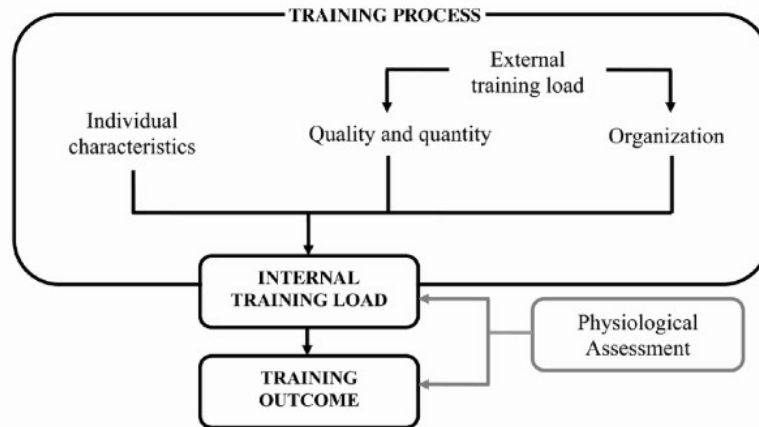 TRAINING PROCESS
External
training load
Individual
characteristics
Quality and quantity
Organization
INTERNAL
TRAINING LOAD
Physiological
Assessment
TRAINING
OUTCOME